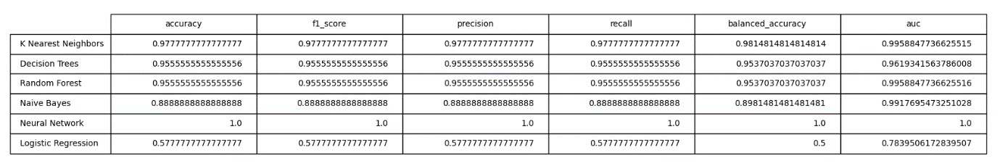 accuracy f1_score precision recall balanced_accuracy auc
K Nearest Neighbors 0.9777777777777777 0.9777777777777777 0.9777777777777777 0.9777777777777777 0.9814814814814814 0.9958847736625515
Decision Trees 0.9555555555555556 0.9555555555555556 0.9555555555555556 0.9555555555555556 0.9537037037037037 0.9619341563786008
Random Forest 0.9555555555555556 0.9555555555555556 0.9555555555555556 0.9555555555555556 0.9537037037037037 0.9958847736625516
Naive Bayes 0.8888888888888888 0.8888888888888888 0.8888888888888888 0.8888888888888888 0.8981481481481481 0.9917695473251028
Neural Network 1.0 1.0 1.0 1.0 1.0 1.0
Logistic Regression 0.5777777777777777 0.5777777777777777 0.5777777777777777 0.5777777777777777 0.5 0.7839506172839507